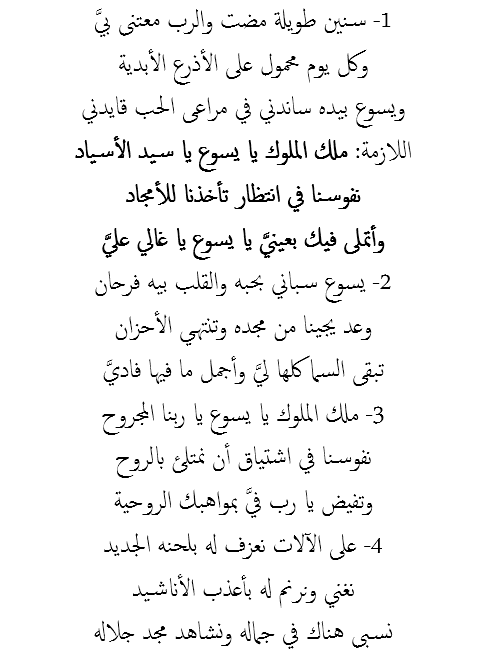 1- سنين طويلة مضت والرب معتنى بيَّ
وكل يوم محمول على الأذرع الأبدية
ويسوع بيده ساندني في مراعى الحب قايدني
اللازمة: ملك الملوك يا يسوع يا سيد الأسياد
نفوسنا في انتظار تأخذنا للأمجاد
وأتملى فيك بعينيَّ يا يسوع يا غالي عليَّ
2- يسوع سباني بحبه والقلب بيه فرحان
وعد يجينا من مجده وتنتهي الأحزان
تبقى السما كلها ليَّ وأجمل ما فيها فاديَّ
3- ملك الملوك يا يسوع يا ربنا المجروح
نفوسنا في اشتياق أن نمتلئ بالروح
وتفيض يا رب فيَّ بمواهبك الروحية
4- على الآلات نعزف له بلحنه الجديد
نغني ونرنم له بأعذب الأناشيد
نسبى هناك في جماله ونشاهد مجد جلاله